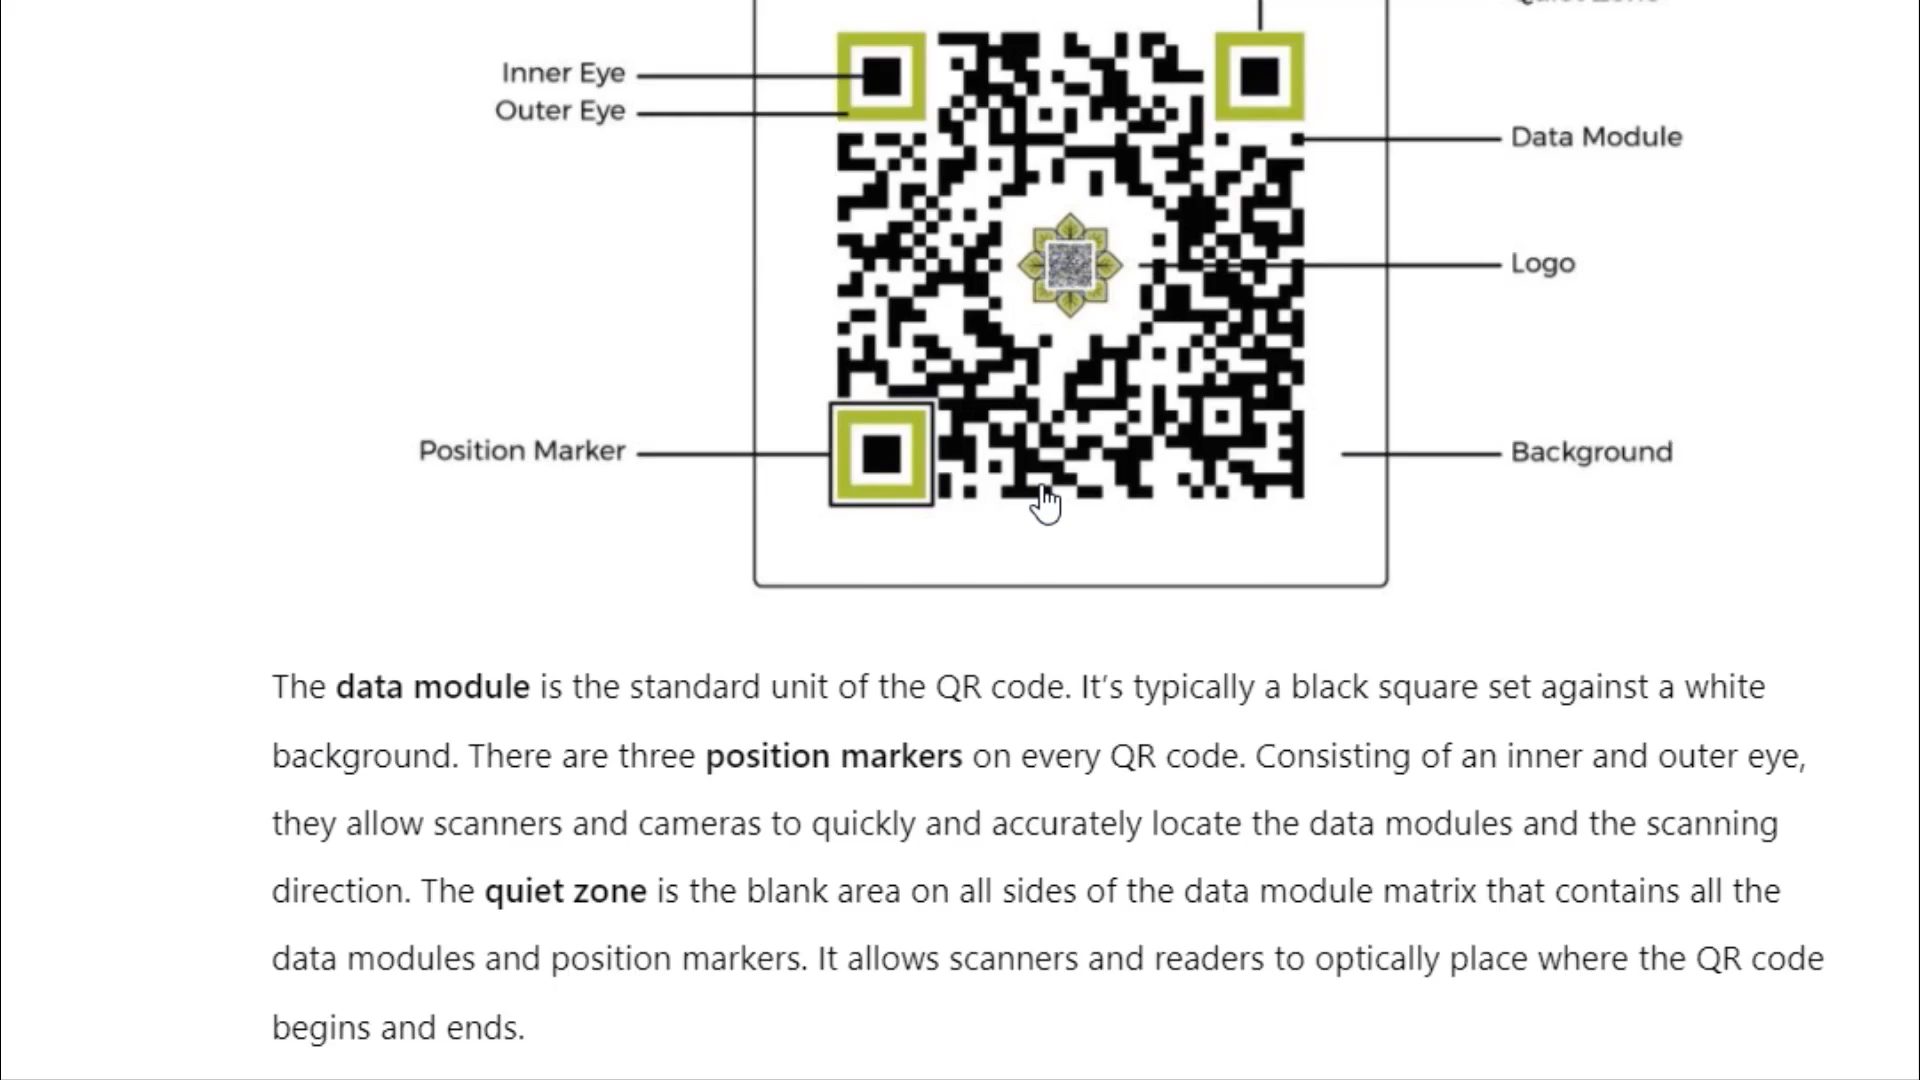 Quiet Zone
Inner Eye
Outer Eye
Data Module
Logo
Position Marker
Background
The data module is the standard unit of the QR code. It’s typically a black square set against a white
background. There are three position markers on every QR code. Consisting of an inner and outer eye,
they allow scanners and cameras to quickly and accurately locate the data modules and the scanning
direction. The quiet zone is the blank area on all sides of the data module matrix that contains all the
data modules and position markers. It allows scanners and readers to optically place where the QR code
begins and ends.